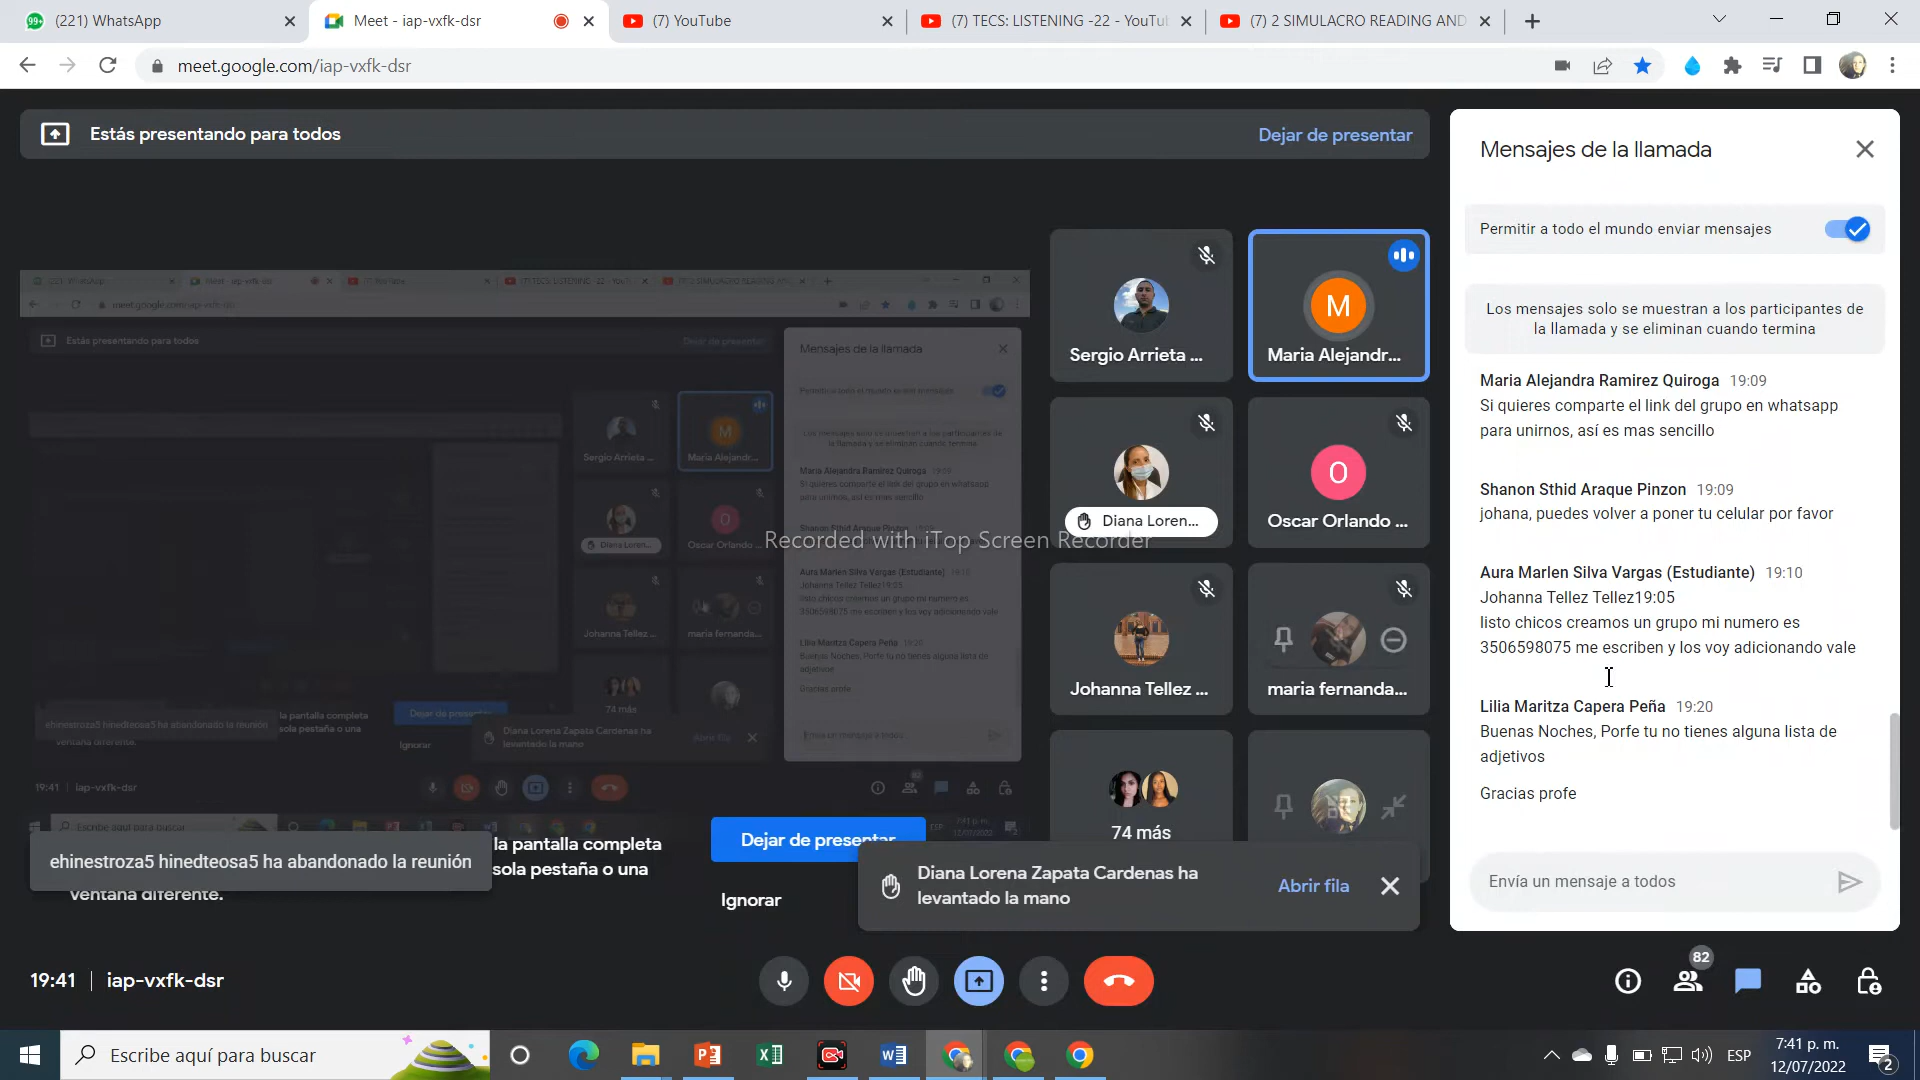 (221) WhatsApp
Meet - iap-vxfk-dsr
(7) YouTube
(7) TECS: LISTENING -22 - YouTu
(7) 2 SIMULACRO READING AND
meet.google.com/iap-vxfk-dsr
Estás presentando para todos
Dejar de presentar
Mensajes de la llamada
Permitir a todo el mundo enviar mensajes
Los mensajes solo se muestran a los participantes de
la llamada y se eliminan cuando termina
Maria Alejandra Ramirez Quiroga 19:09
Si quieres comparte el link del grupo en whatsapp
para unirnos, así es mas sencillo
Shanon Sthid Araque Pinzon 19:09
johana, puedes volver a poner tu celular por favor
Aura Marlen Silva Vargas (Estudiante) 19:10
Johanna Tellez Tellez19:05
listo chicos creamos un grupo mi numero es
3506598075 me escriben y los voy adicionando vale
Lilia Maritza Capera Peña 19:20
Buenas Noches, Porfe tu no tienes alguna lista de
adjetivos
Gracias profe
Envía un mensaje a todos
Sergio Arrieta ...
M
Maria Alejandr...
Diana Loren...
O
Oscar Orlando ...
Johanna Tellez ...
maria fernanda...
74 más
Recorded with iTop Screen Recorder
la pantalla completa
sola pestaña o una
ventana diferente.
Dejar de presentar
Ignorar
ehinestroza5 hinedteosa5 ha abandonado la reunión
Diana Lorena Zapata Cardenas ha
levantado la mano
Abrir fila
19:41 | iap-vxfk-dsr
82
Escribe aquí para buscar
ESP
7:41 p. m.
12/07/2022
2